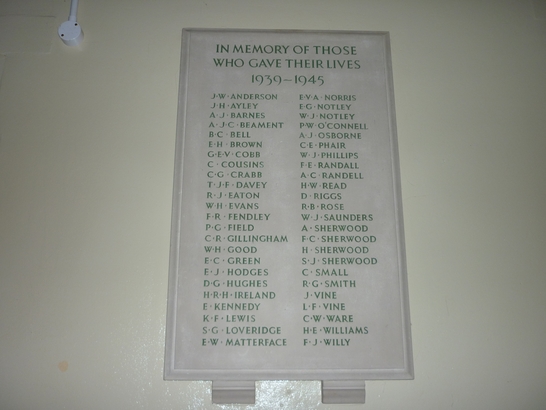 IN MEMORY OF THOSE
WHO GAVE THEIR LIVES
1939–1945
J·W·ANDERSON
J·H·AYLEY
A·J·BARNES
A·J·C·BEAMENT
B·C·BELL
E·H·BROWN
G·E·V·COBB
C·COUSINS
C·G·CRABB
T·J·F·DAVEY
R·J·EATON
W·H·EVANS
F·R·FENDLEY
P·G·FIELD
C·R·GILLINGHAM
W·H·GOOD
E·C·GREEN
E·J·HODGES
D·G·HUGHES
H·R·H·IRELAND
E·KENNEDY
K·F·LEWIS
S·G·LOVERIDGE
E·W·MATTERFACE
E·V·A·NORRIS
E·G·NOTLEY
W·J·NOTLEY
P·W·O'CONNELL
A·J·OSBORNE
C·E·PHAIR
W·J·PHILLIPS
F·E·RANDALL
A·C·RANDELL
H·W·READ
D·RIGGS
R·B·ROSE
W·J·SAUNDERS
A·SHERWOOD
F·C·SHERWOOD
H·SHERWOOD
S·J·SHERWOOD
C·SMALL
R·G·SMITH
J·VINE
L·F·VINE
C·W·WARE
H·E·WILLIAMS
F·J·WILLY